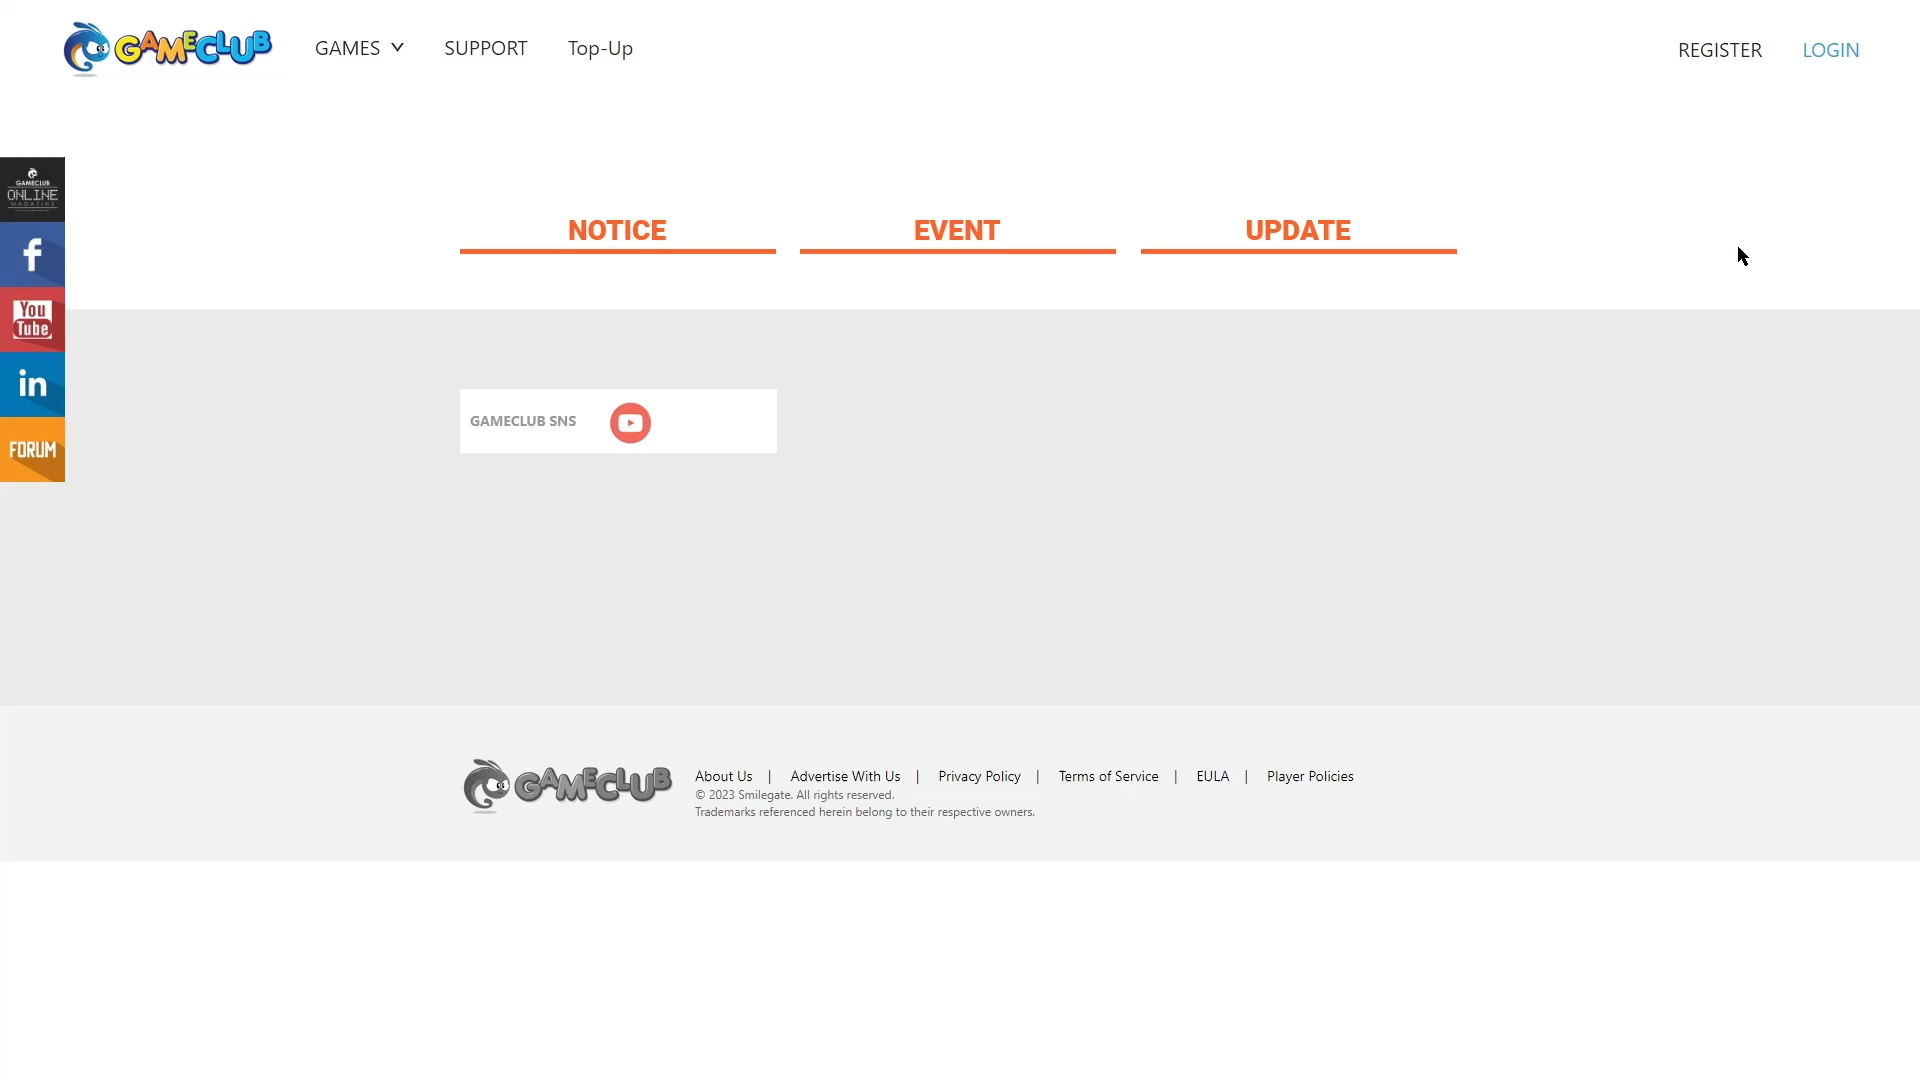 GAMECLUB
GAMES
SUPPORT
Top-Up
REGISTER
LOGIN
GAMECLUB
ONLINE
MAGAZINE
f
You
Tube
in
FORUM
NOTICE
EVENT
UPDATE
GAMECLUB SNS
GAMECLUB
About Us | Advertise With Us | Privacy Policy | Terms of Service | EULA | Player Policies
© 2023 Smilegate. All rights reserved.
Trademarks referenced herein belong to their respective owners.